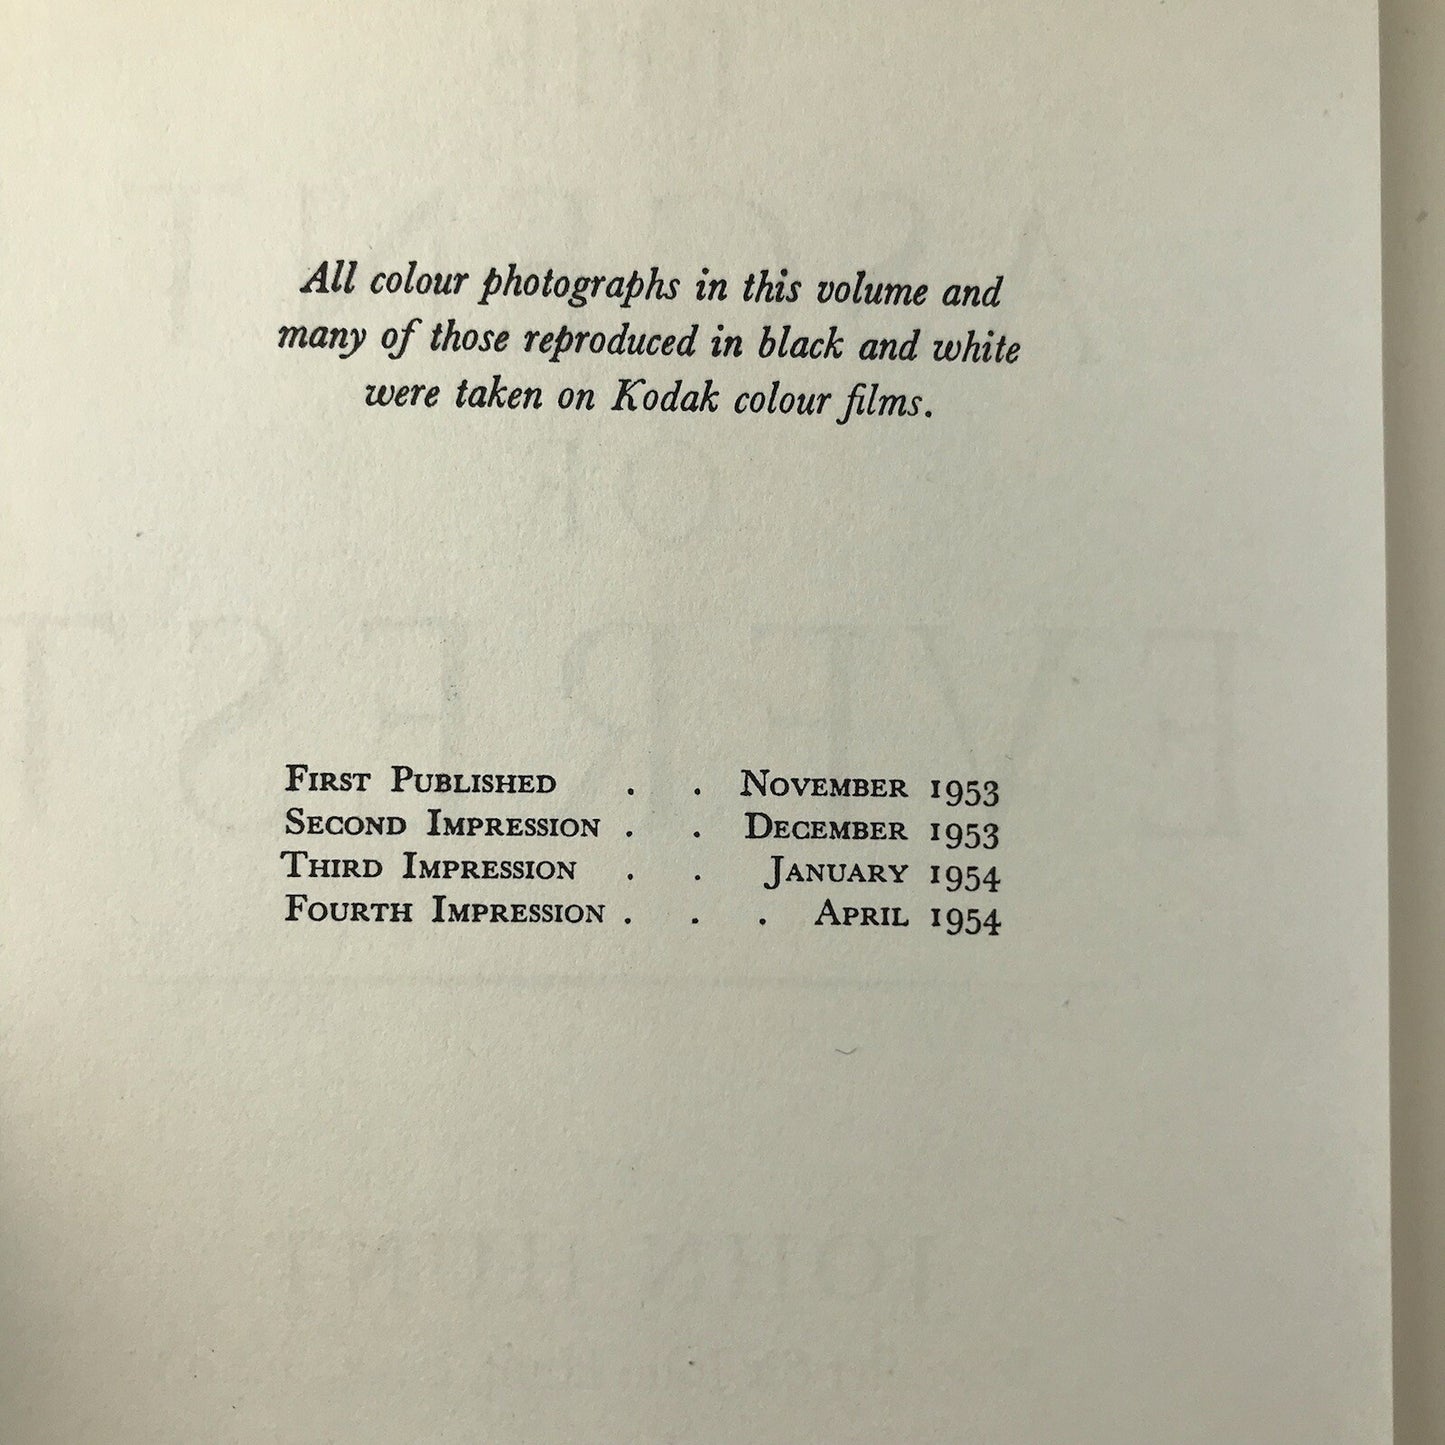 All colour photographs in this volume and
many of those reproduced in black and white
were taken on Kodak colour films.
First Published . . November 1953
Second Impression . . December 1953
Third Impression . . January 1954
Fourth Impression . . . April 1954